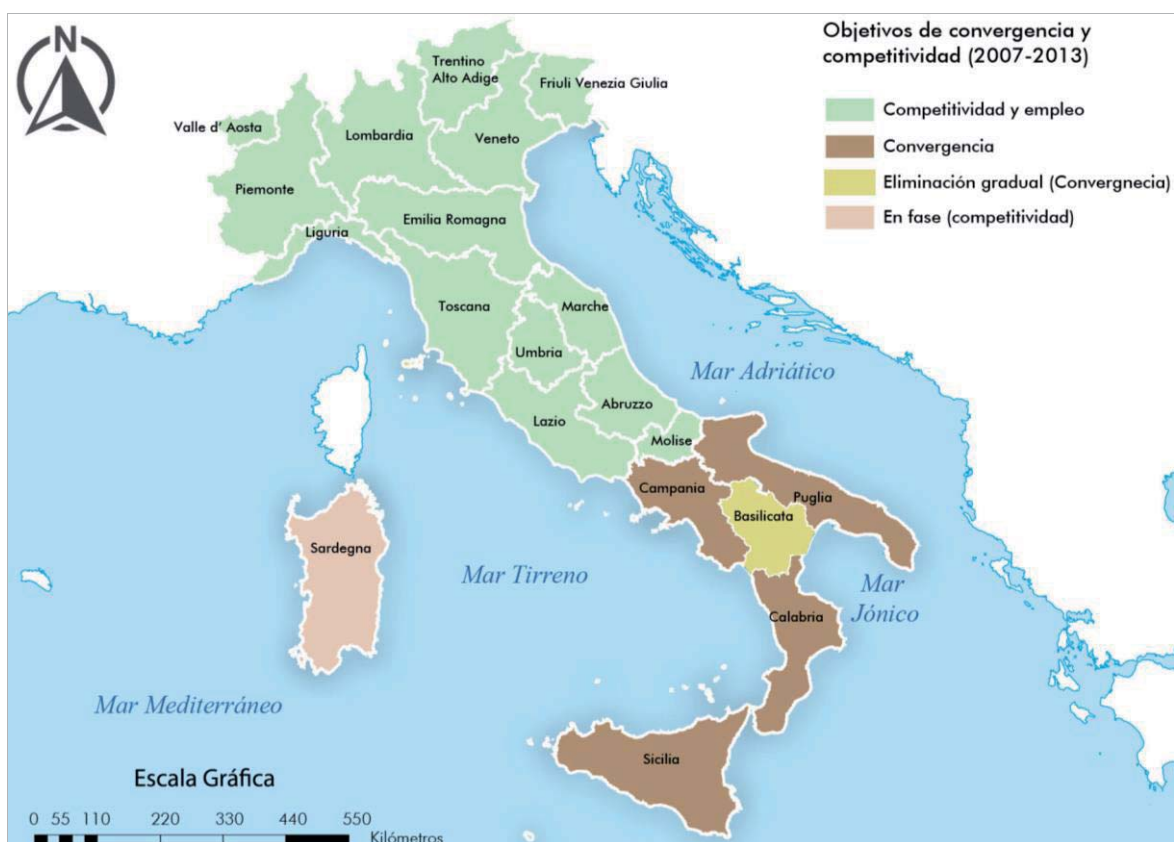 N
Objetivos de convergencia y
competitividad (2007-2013)
Competitividad y empleo
Convergencia
Eliminación gradual (Convergnecia)
En fase (competitividad)
Trentino
Alto Adige
Friuli Venezia Giulia
Valle d' Aosta
Lombardia
Veneto
Piemonte
Emilia Romagna
Liguria
Toscana
Marche
Umbria
Mar Adriático
Abruzzo
Lazio
Molise
Campania
Puglia
Basilicata
Sardegna
Mar Tirreno
Mar
Jónico
Calabria
Mar Mediterráneo
Sicilia
Escala Gráfica
0 55 110 220 330 440 550
Kilómetros